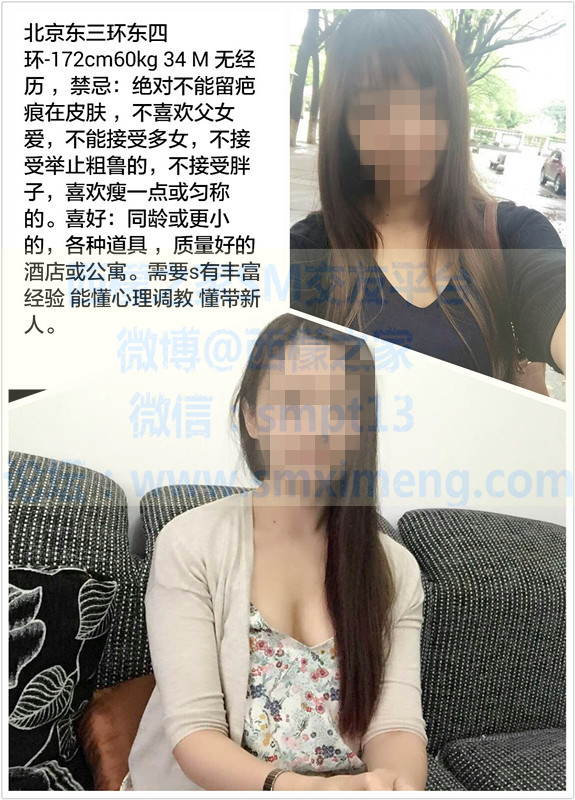 北京东三环东四
环-172cm60kg 34 M 无经
历 ，禁忌：绝对不能留疤
痕在皮肤 ，不喜欢父女
爱，不能接受多女，不接
受举止粗鲁的，不接受胖
子，喜欢瘦一点或匀称
的。喜好：同龄或更小
的，各种道具 ，质量好的
酒店或公寓。需要s有丰富
经验 能懂心理调教 懂带新
人。
西檬之家SM交友平台
微博@西檬之家
微信：smpt13
www.smximeng.com